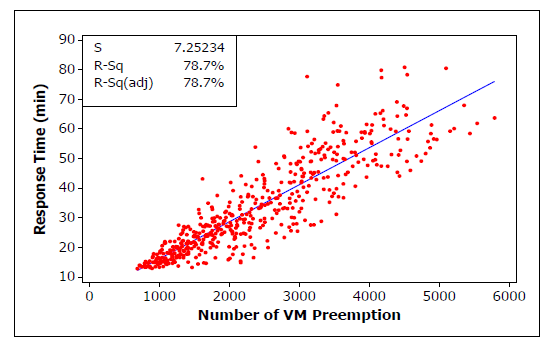 S 7.25234
R-Sq 78.7%
R-Sq(adj) 78.7%
90
80
70
60
50
40
30
20
10
Response Time (min)
0 1000 2000 3000 4000 5000 6000
Number of VM Preemption